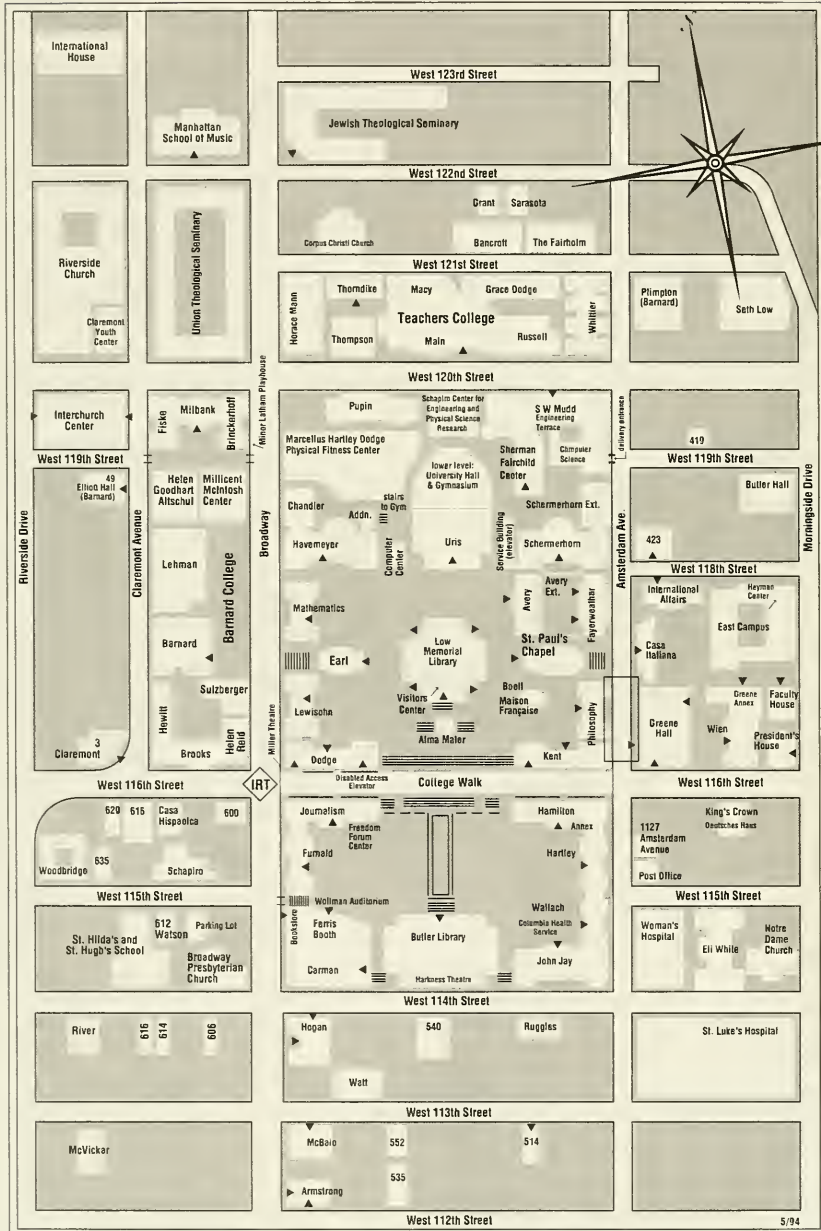 International
House
Manhattan
School of Music
West 123rd Street
Jewish Theological Seminary
West 122nd Street
Grant
Sarasota
Corpus Christi Church
Bancroft
The Fairholm
West 121st Street
Riverside
Church
Claremont
Youth
Center
Union Theological Seminary
Horace Mann
Thorndike
Macy
Grace Dodge
Teachers College
Thompson
Main
Russell
Whittier
Plimpton
(Barnard)
Seth Low
West 120th Street
Interchurch
Center
Fiske
Milbank
Brinckerhoff
Minor Latham Playhouse
Pupin
Schapiro Center for
Engineering and
Physical Science
Research
S W Mudd
Engineering
Terrace
delivery entrance
419
West 119th Street
Marcellus Hartley Dodge
Physical Fitness Center
lower level:
University Hall
& Gymnasium
Sherman
Fairchild
Center
Computer
Science
West 119th Street
49
Elliott Hall
(Barnard)
Helen
Goodhart
Altschul
Millicent
McIntosh
Center
Chandler
Addn.
stairs
to Gym
Schermerhorn Ext.
Butler Hall
Riverside Drive
Claremont Avenue
Broadway
Amsterdam Ave.
Morningside Drive
Havemeyer
Computer
Center
Uris
Service Building
(elevator)
Schermerhorn
423
West 118th Street
Lehman
Barnard College
Barnard
Mathematics
Avery
Avery
Ext.
Fayerweather
International
Affairs
Heyman
Center
East Campus
Earl
Low
Memorial
Library
St. Paul's
Chapel
Casa
Italiana
Sulzberger
Hewitt
Brooks
Helen
Reid
Lewisohn
Visitors
Center
Buell
Maison
Française
Philosophy
Greene
Hall
Greene
Annex
Faculty
House
Wien
President's
House
3
Claremont
Miller Theatre
Alma Mater
Dodge
Kent
West 116th Street
IRT
Disabled Access
Elevator
College Walk
West 116th Street
620
616
Casa
Hispanica
600
Journalism
Freedom
Forum
Center
Hamilton
Annex
King's Crown
Deutsches Haus
1127
Amsterdam
Avenue
Post Office
Woodbridge
635
Schapiro
Furnald
Hartley
West 115th Street
Wollman Auditorium
Wallach
West 115th Street
St. Hilda's and
St. Hugh's School
612
Watson
Parking Lot
Broadway
Presbyterian
Church
Bookstore
Ferris
Booth
Butler Library
Columbia Health
Service
Woman's
Hospital
Eli White
Notre
Dame
Church
Carman
Harkness Theatre
John Jay
West 114th Street
River
616
614
606
Hogan
540
Ruggles
St. Luke's Hospital
Watt
West 113th Street
McVickar
McBain
552
514
535
Armstrong
West 112th Street
5/94